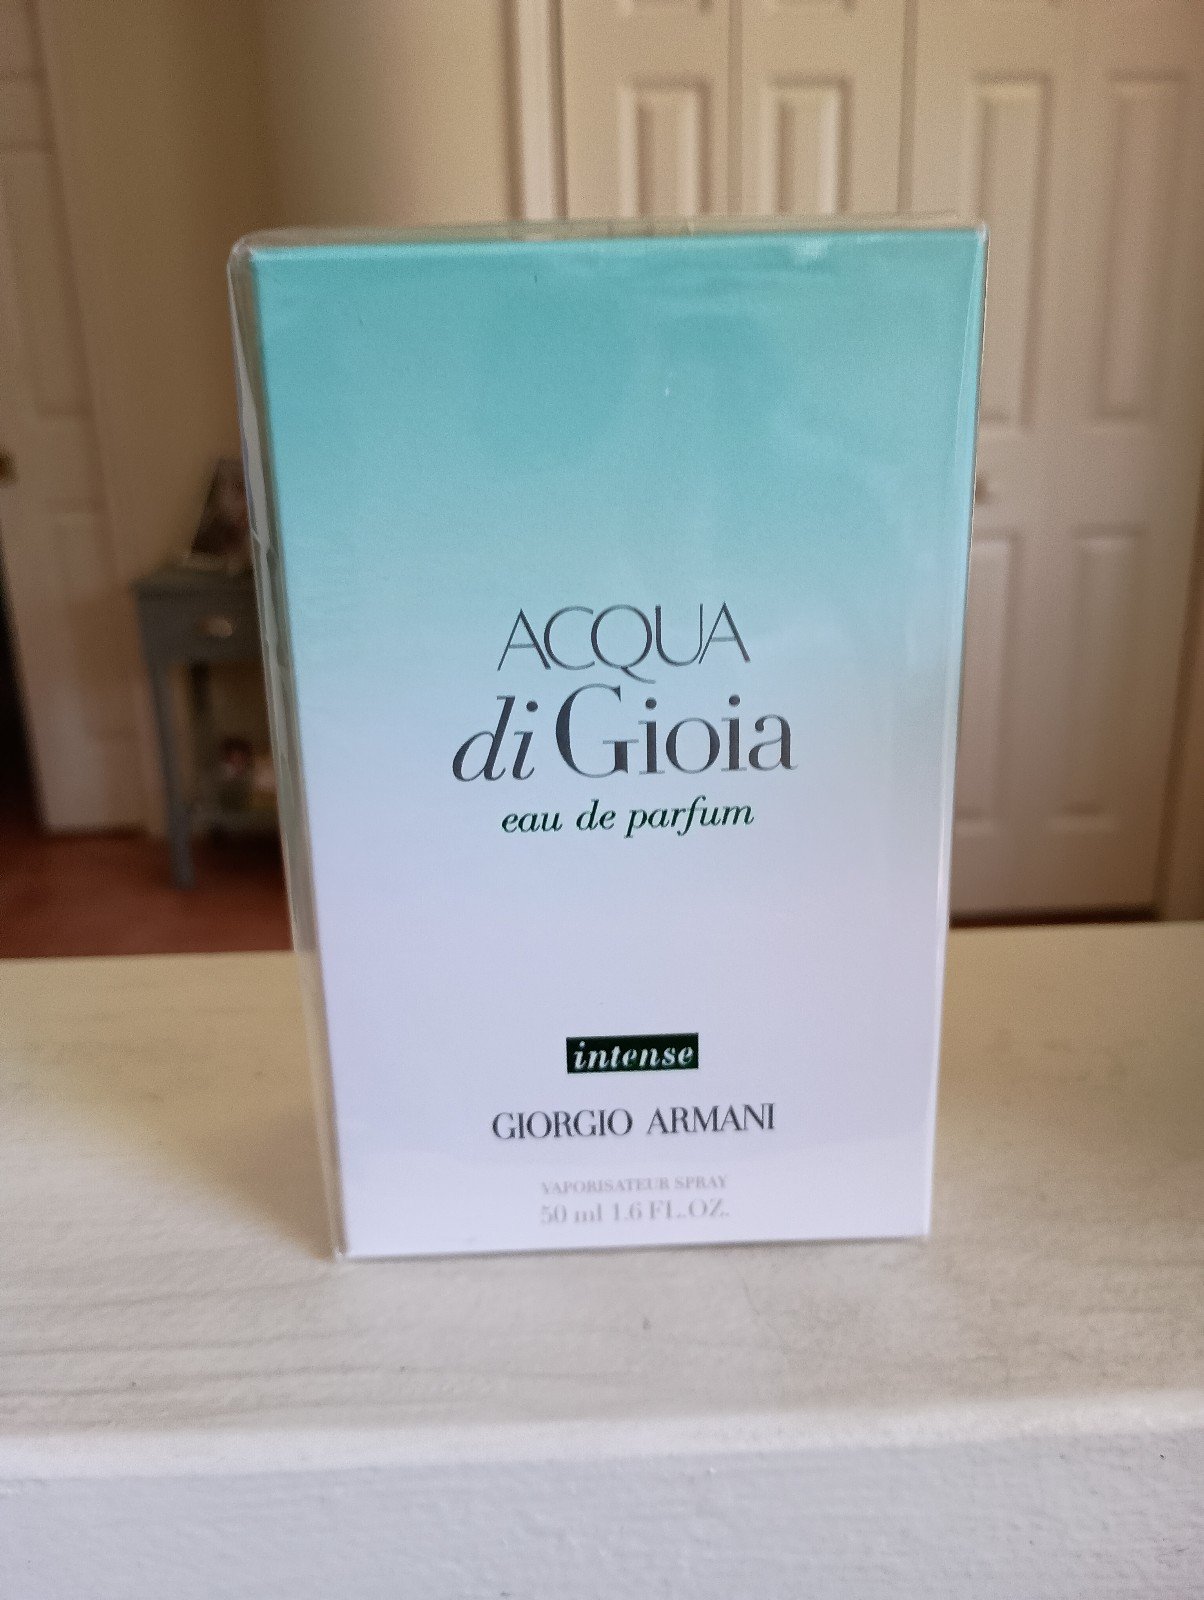 ACQUA
di Gioia
eau de parfum
intense
GIORGIO ARMANI
VAPORISATEUR SPRAY
50 ml 1.6 FL.OZ.